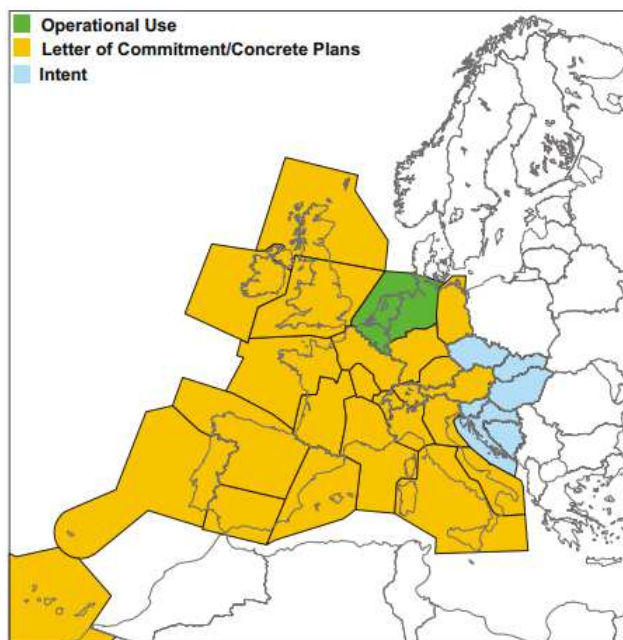 Operational Use
Letter of Commitment/Concrete Plans
Intent